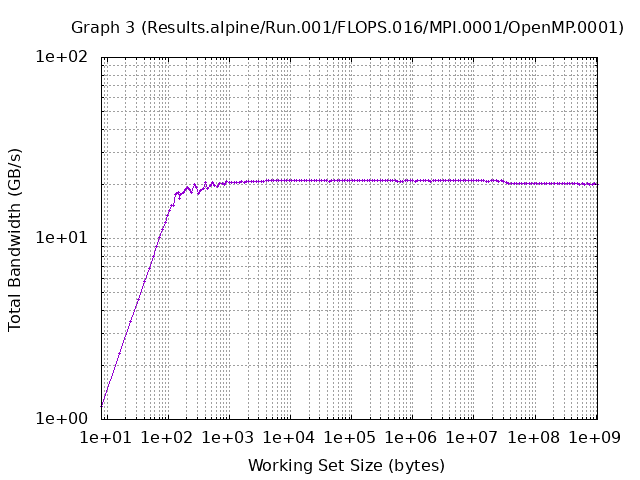 Graph 3 (Results.alpine/Run.001/FLOPS.016/MPI.0001/OpenMP.0001)
Total Bandwidth (GB/s)
1e+02
1e+01
1e+00
1e+01 1e+02 1e+03 1e+04 1e+05 1e+06 1e+07 1e+08 1e+09
Working Set Size (bytes)